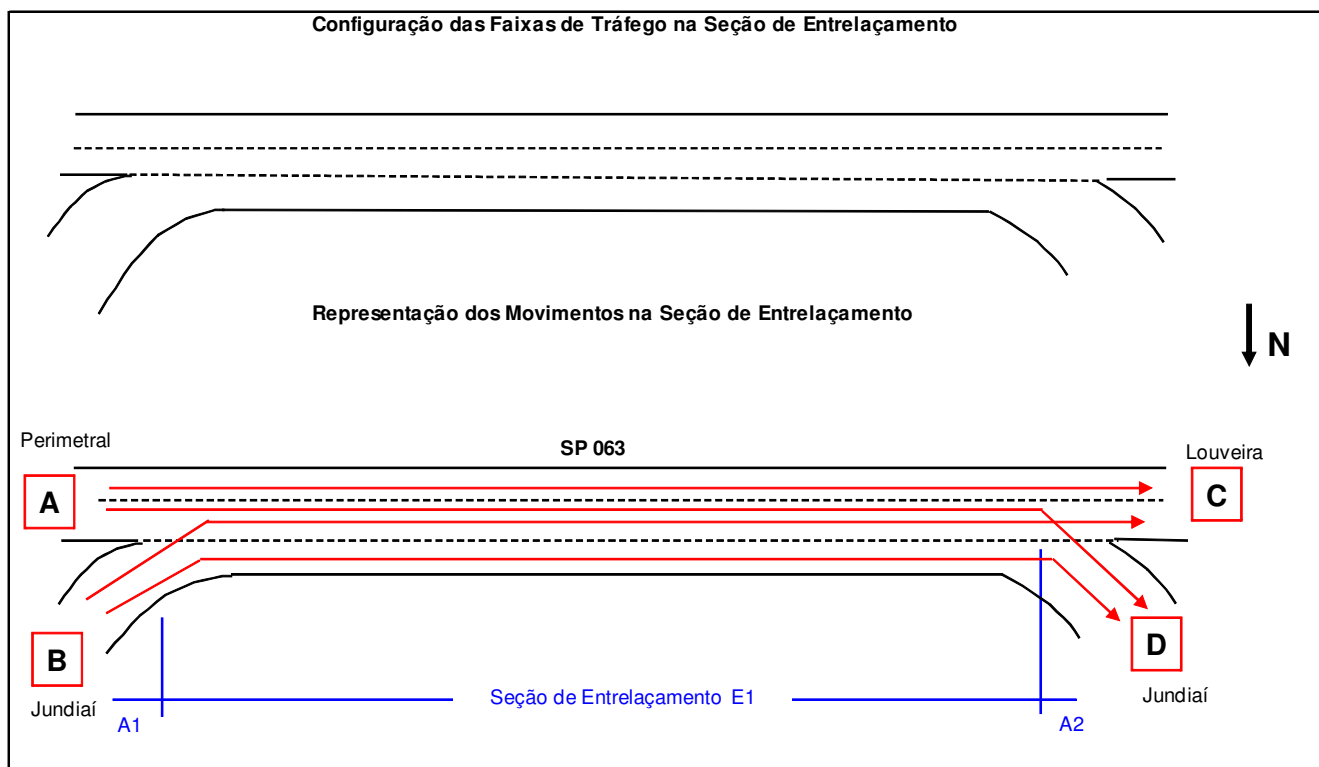 Configuração das Faixas de Tráfego na Seção de Entrelaçamento
Representação dos Movimentos na Seção de Entrelaçamento
N
Perimetral
SP 063
Louveira
A
C
B
D
Jundiaí
Seção de Entrelaçamento E1
Jundiaí
A1
A2